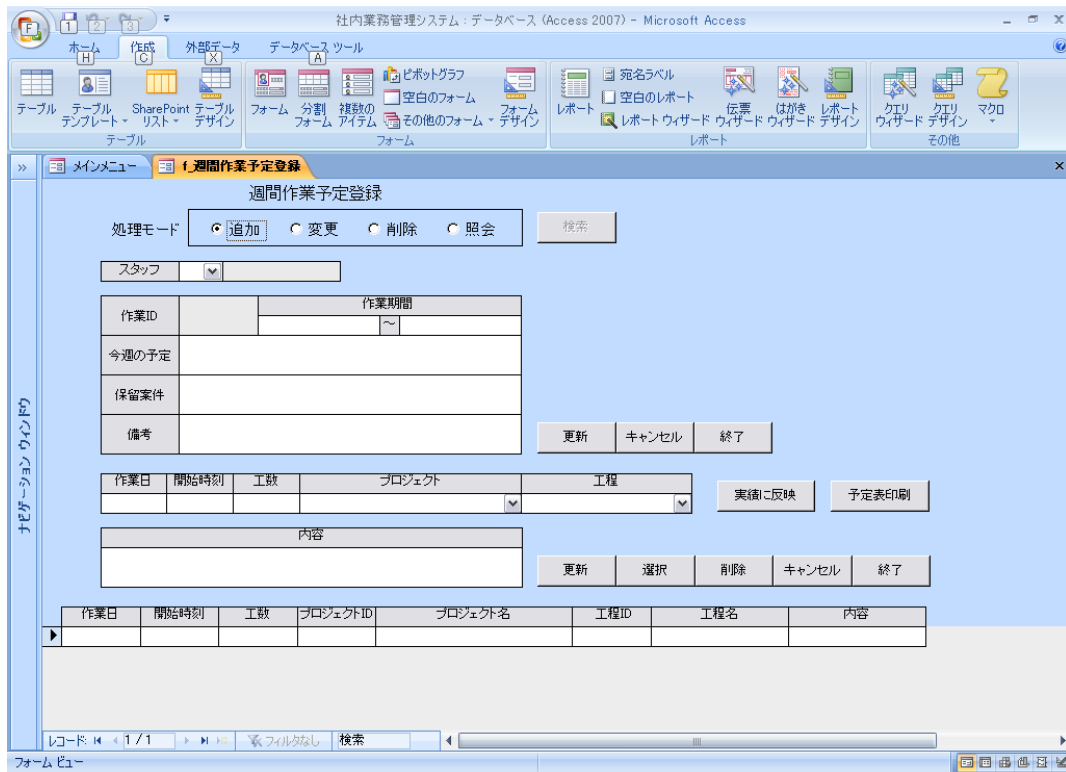 社内業務管理システム : データベース (Access 2007) - Microsoft Access
F 1 2 3
ホーム 作成 外部データ データベース ツール
H C X A
テーブル テーブル テンプレート SharePoint リスト テーブル デザイン
テーブル
フォーム 分割 フォーム 複数の アイテム ピボットグラフ 空白のフォーム その他のフォーム フォーム デザイン
フォーム
レポート 宛名ラベル 空白のレポート レポート ウィザード 伝票 ウィザード はがき ウィザード レポート デザイン
レポート
クエリ ウィザード クエリ デザイン マクロ
その他
メインメニュー f_週間作業予定登録
ナビゲーション ウィンドウ
週間作業予定登録
処理モード 追加 変更 削除 照会 検索
スタッフ
作業ID 作業期間
～
今週の予定
保留案件
備考 更新 キャンセル 終了
作業日 開始時刻 工数 プロジェクト 工程
実績に反映 予定表印刷
内容
更新 選択 削除 キャンセル 終了
作業日 開始時刻 工数 プロジェクトID プロジェクト名 工程ID 工程名 内容
レコード: 1 / 1 フィルタなし 検索
フォーム ビュー